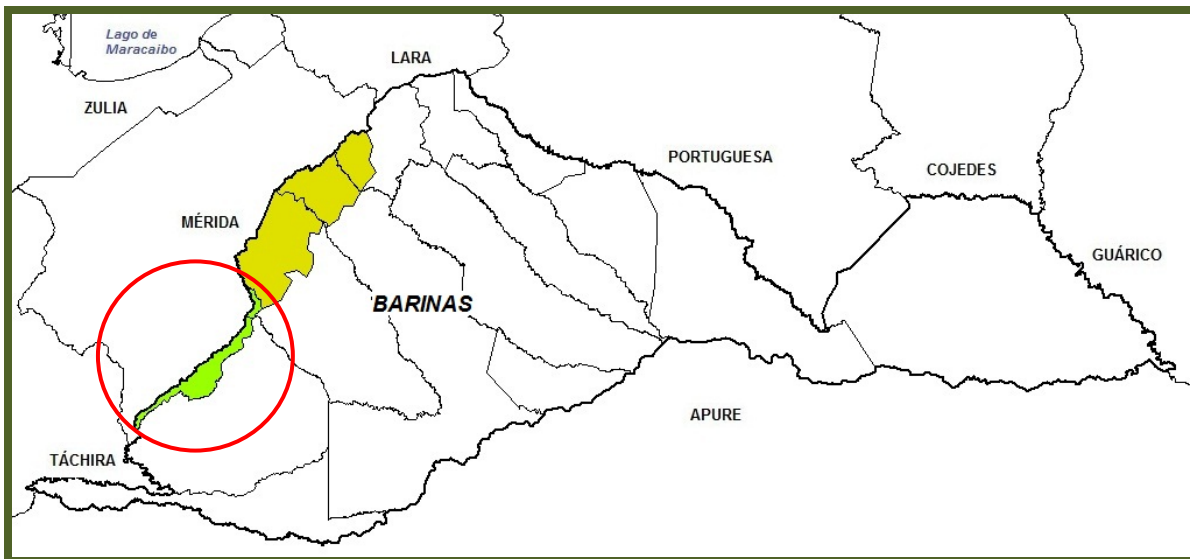 Lago de
Maracaibo
LARA
ZULIA
PORTUGUESA
COJEDES
MÉRIDA
GUÁRICO
BARINAS
APURE
TÁCHIRA